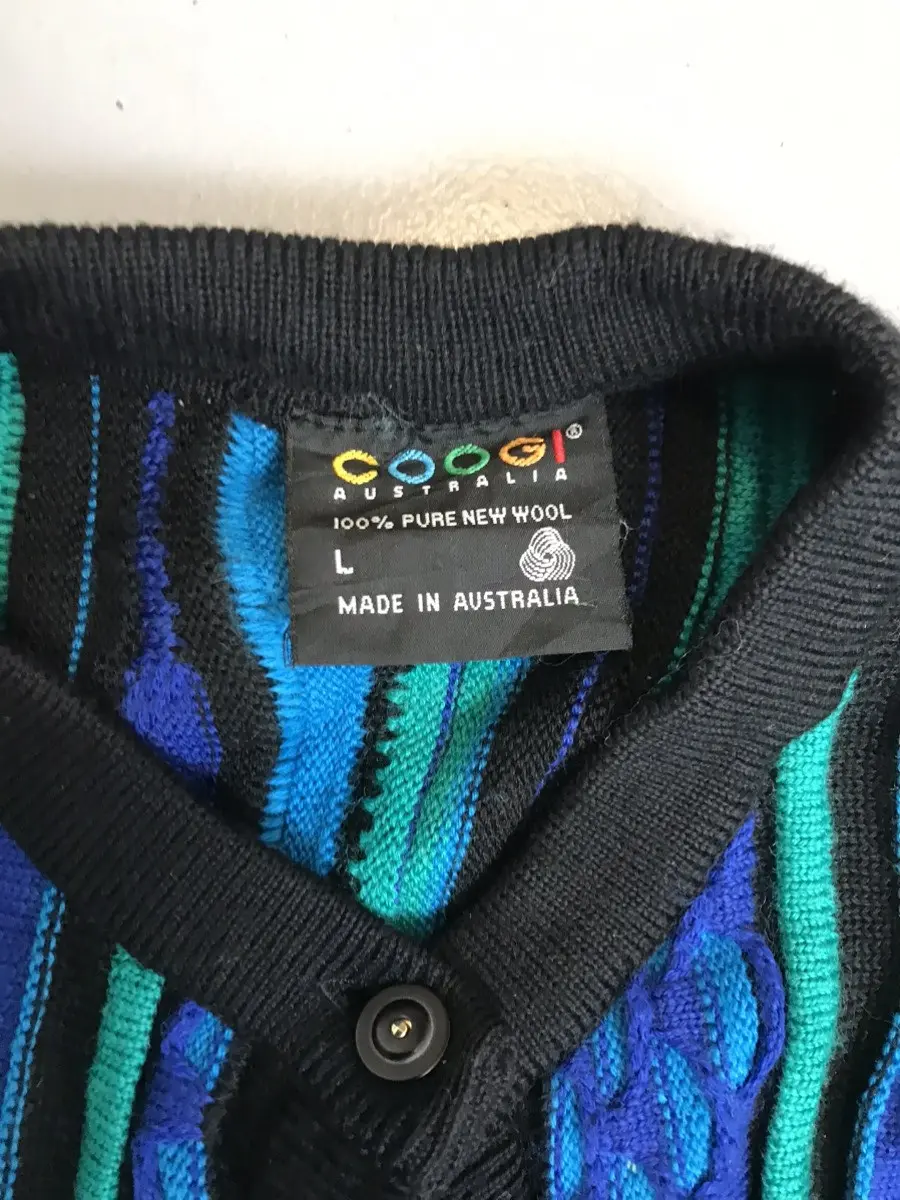 COOGI®
AUSTRALIA
100% PURE NEW WOOL
L
MADE IN AUSTRALIA